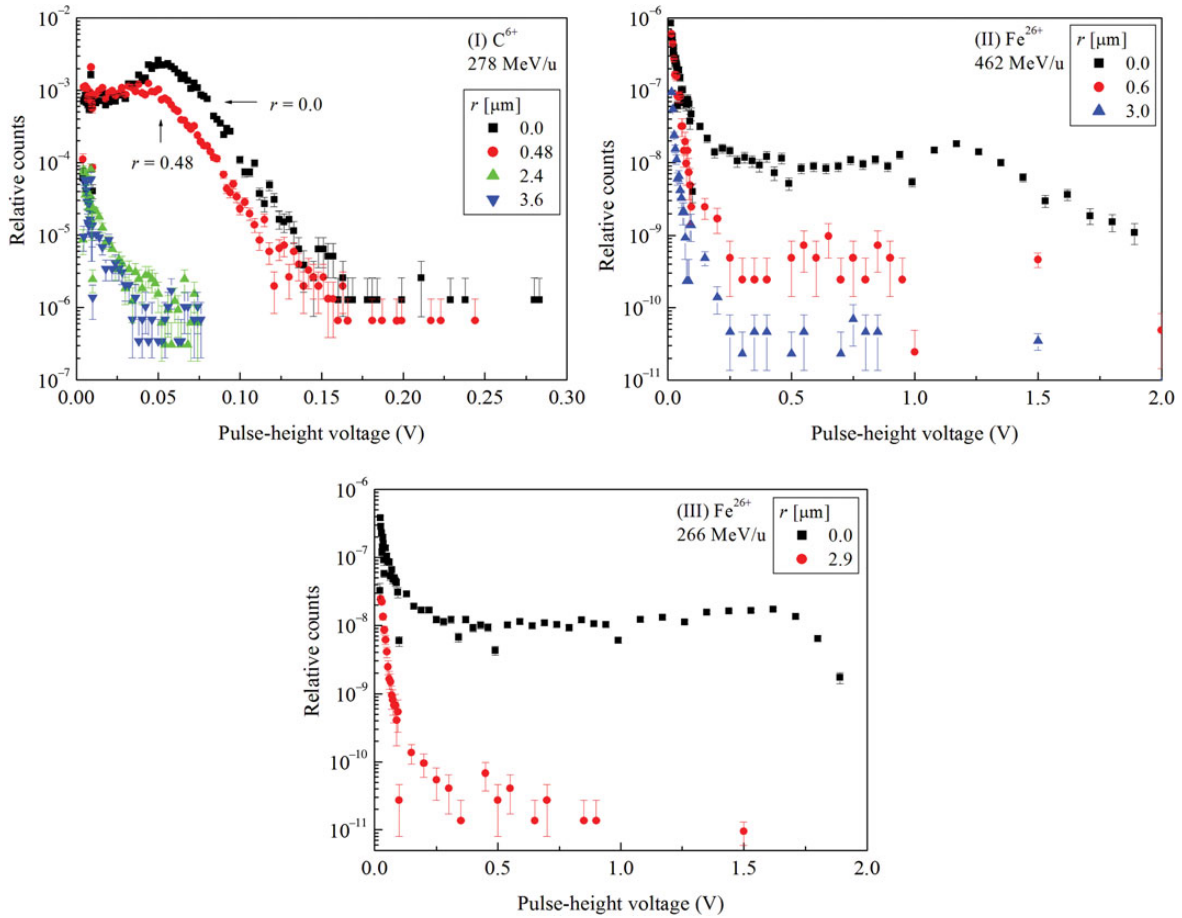 (I) C⁶⁺
278 MeV/u
r [μm]
0.0
0.48
2.4
3.6
r = 0.0
r = 0.48
10⁻²
10⁻³
10⁻⁴
10⁻⁵
10⁻⁶
10⁻⁷
Relative counts
0.00 0.05 0.10 0.15 0.20 0.25 0.30
Pulse-height voltage (V)
(II) Fe²⁶⁺
462 MeV/u
r [μm]
0.0
0.6
3.0
10⁻⁶
10⁻⁷
10⁻⁸
10⁻⁹
10⁻¹⁰
10⁻¹¹
Relative counts
0.0 0.5 1.0 1.5 2.0
Pulse-height voltage (V)
(III) Fe²⁶⁺
266 MeV/u
r [μm]
0.0
2.9
10⁻⁶
10⁻⁷
10⁻⁸
10⁻⁹
10⁻¹⁰
10⁻¹¹
Relative counts
0.0 0.5 1.0 1.5 2.0
Pulse-height voltage (V)